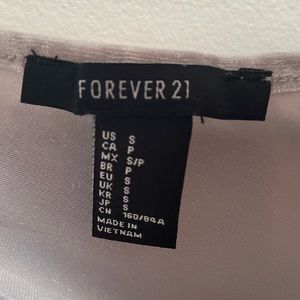 FOREVER 21
US S
CA P
MX S/P
BR P
EU S
UK S
KR S
JP S
CN 160/84A
MADE IN
VIETNAM